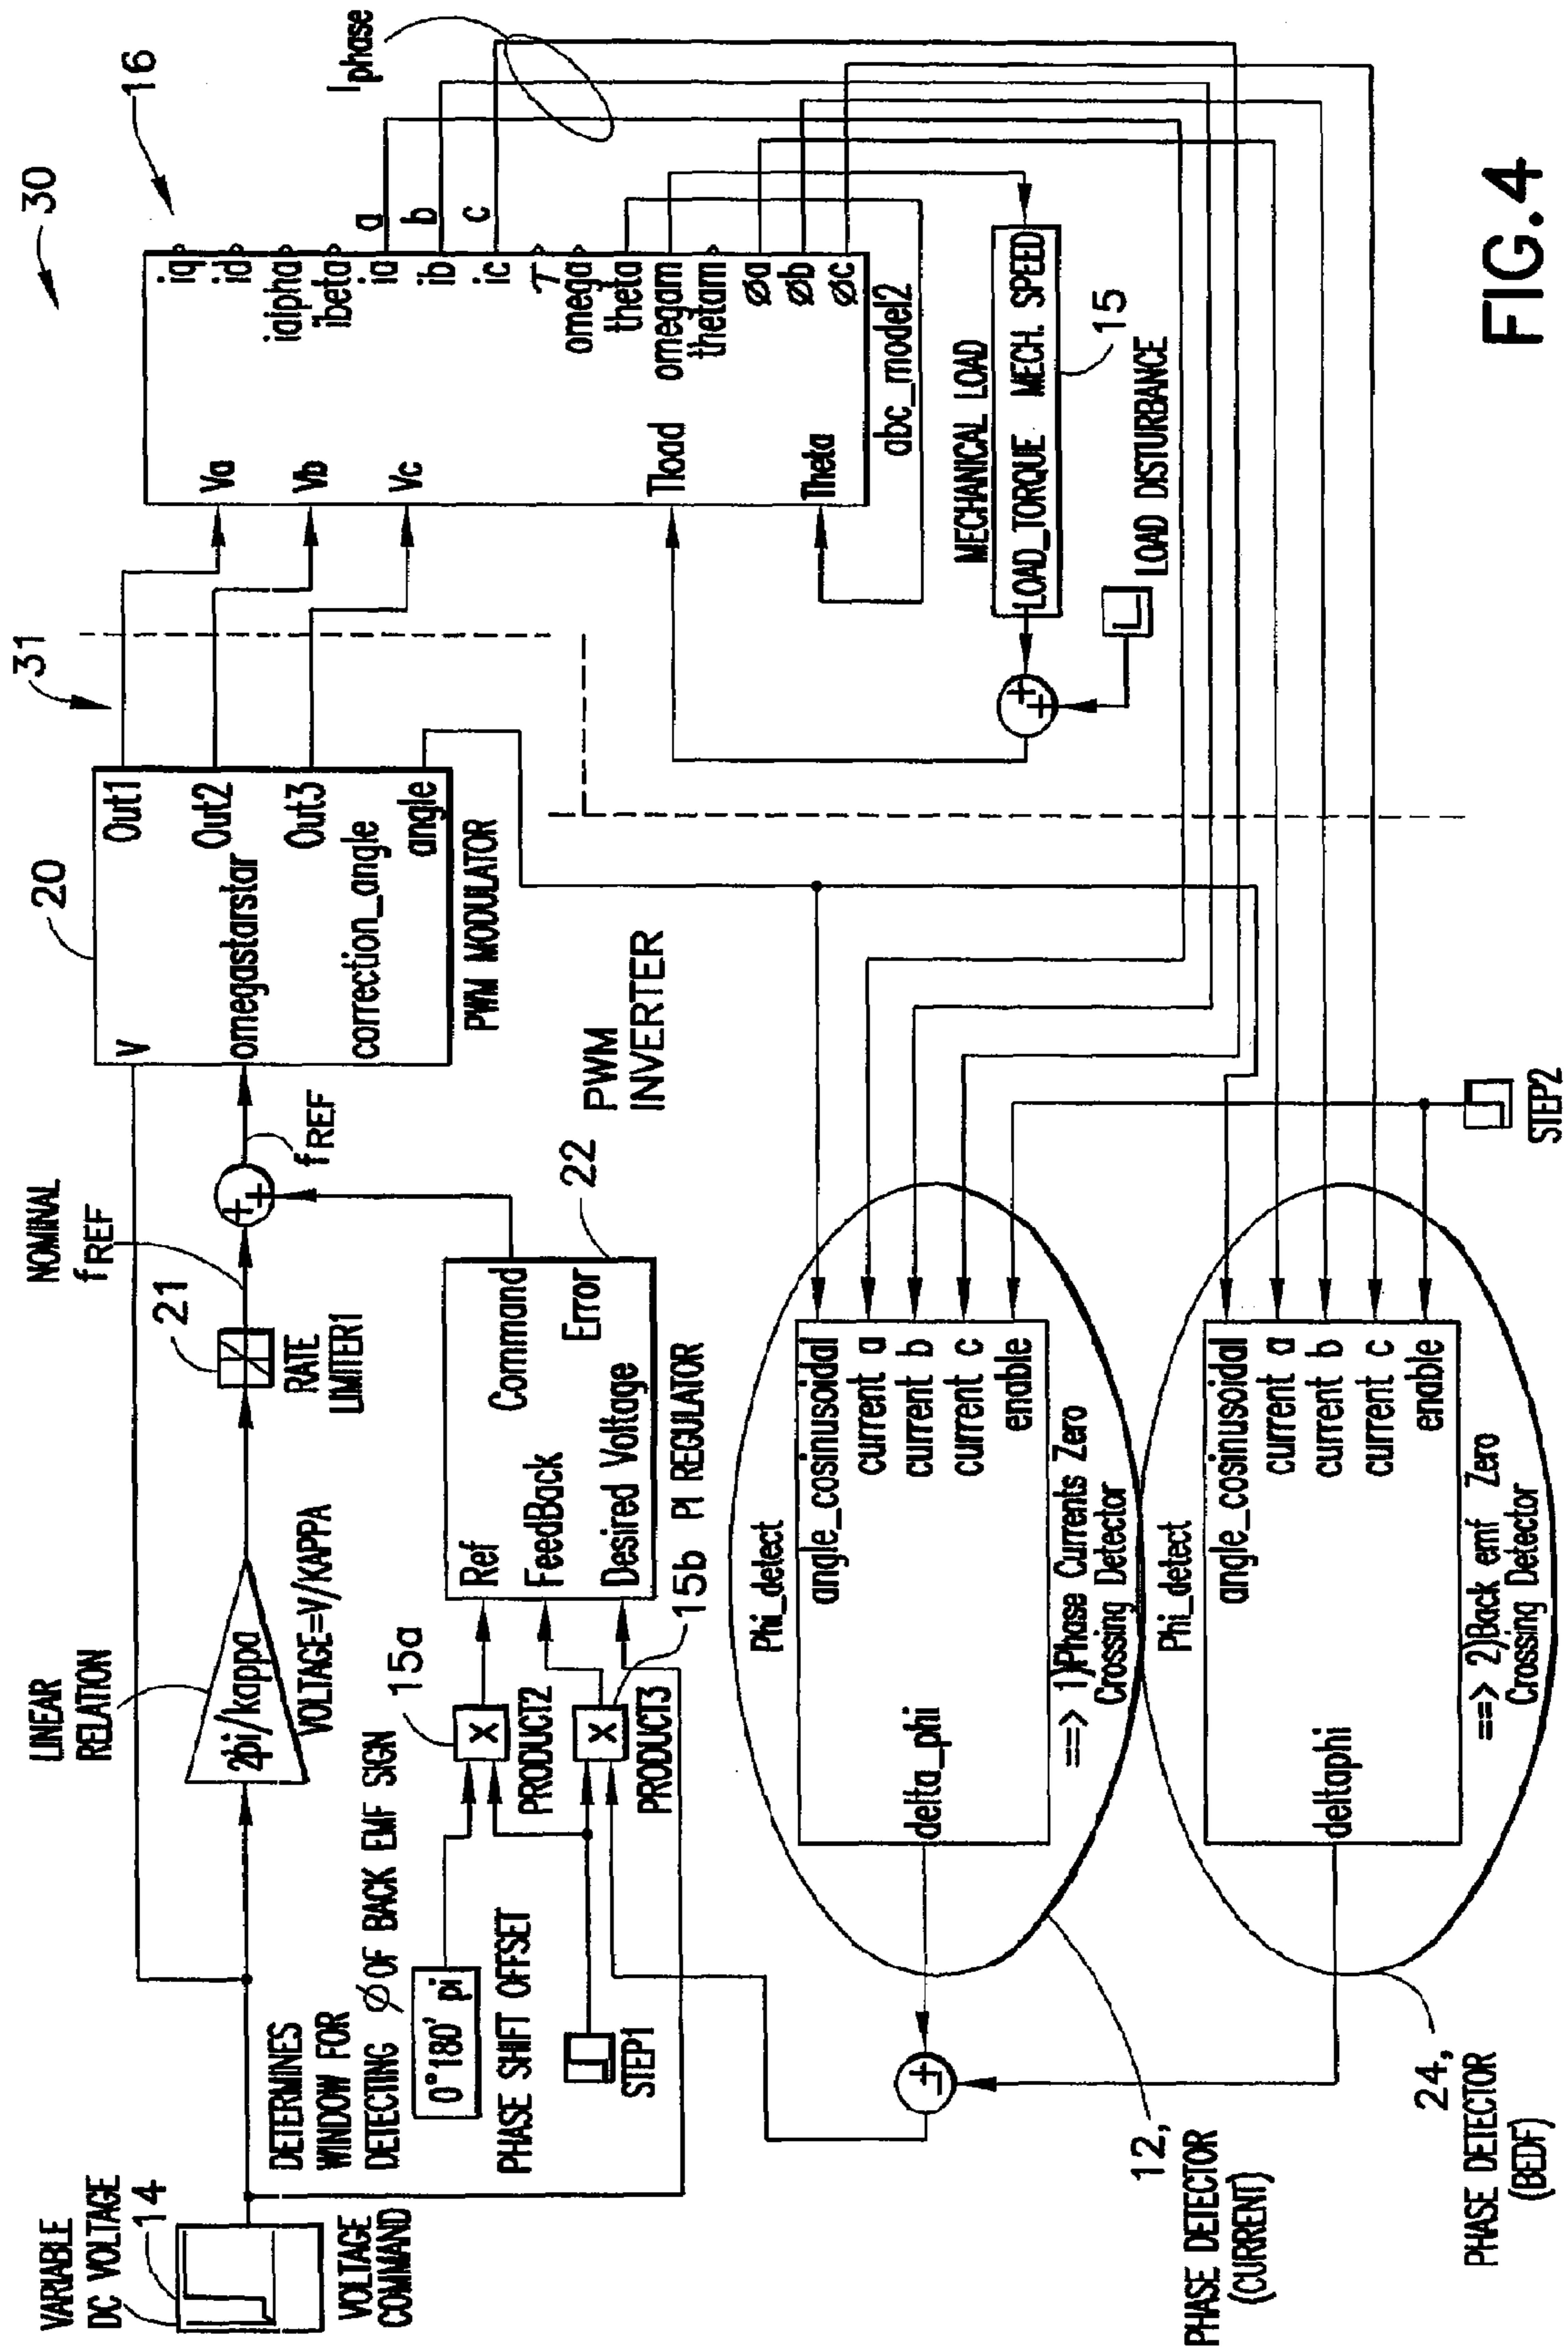 VARIABLE
DC VOLTAGE
14
VOLTAGE
COMMAND
LINEAR
RELATION
2pi/kappa
VOLTAGE=V/KAPPA
21
RATE
LIMITER1
NOMINAL
fREF
+
+
fREF
20
V
omegastarstar
correction_angle
Out1
Out2
Out3
angle
PWM MODULATOR
31
30
16
Va
Vb
Vc
Tload
Theta
iq
id
ialpha
ibeta
ia
ib
ic
T
omega
theta
omegam
thetam
Øa
Øb
Øc
abc_model2
a
b
c
Iphase
DETERMINES
WINDOW FOR
DETECTING Ø OF BACK EMF SIGN
0°180' pi
PHASE SHIFT OFFSET
STEP1
15a
X
PRODUCT2
X
PRODUCT3
15b
PI REGULATOR
Ref
FeedBack
Desired Voltage
Command
Error
22
PWM
INVERTER
MECHANICAL LOAD
LOAD_TORQUE MECH. SPEED
15
+
+
LOAD DISTURBANCE
Phi_detect
delta_phi
angle_cosinusoidal
current a
current b
current c
enable
==> 1)Phase Currents Zero
Crossing Detector
Phi_detect
deltaphi
angle_cosinusoidal
current a
current b
current c
enable
==> 2)Back emf Zero
Crossing Detector
STEP2
12,
PHASE DETECTOR
(CURRENT)
24,
PHASE DETECTOR
(BEDF)
FIG.4